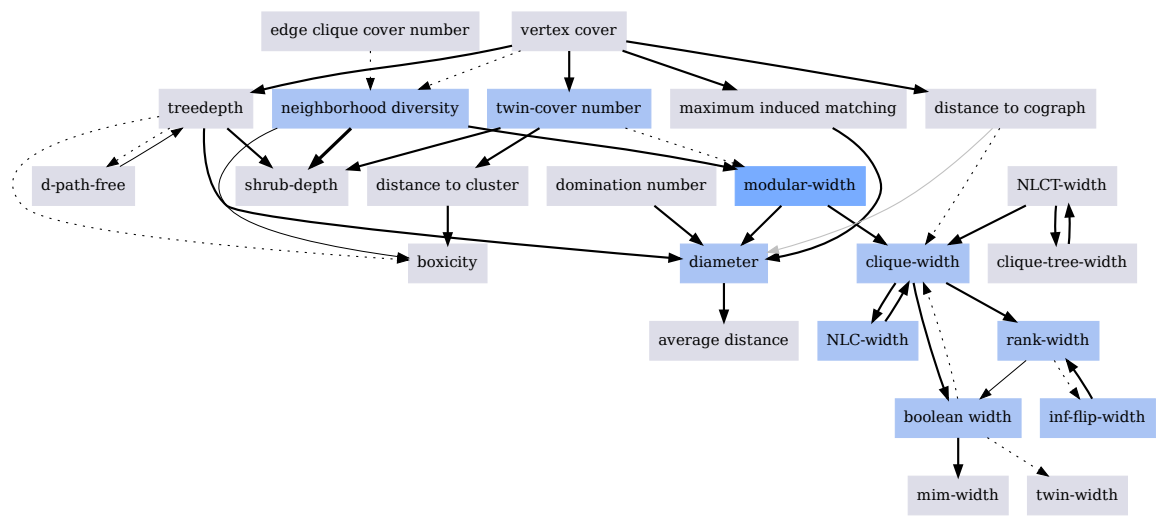 edge clique cover number
vertex cover
treedepth
neighborhood diversity
twin-cover number
maximum induced matching
distance to cograph
d-path-free
shrub-depth
distance to cluster
domination number
modular-width
NLCT-width
boxicity
diameter
clique-width
clique-tree-width
average distance
NLC-width
rank-width
boolean width
inf-flip-width
mim-width
twin-width